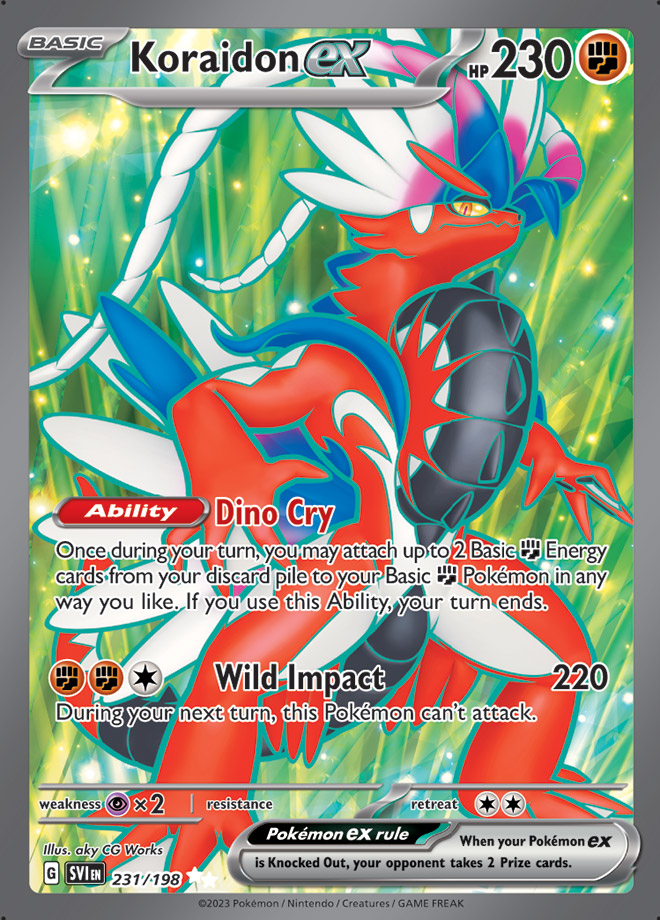 BASIC
Koraidon ex HP 230
Ability Dino Cry
Once during your turn, you may attach up to 2 Basic Energy
cards from your discard pile to your Basic Pokémon in any
way you like. If you use this Ability, your turn ends.
Wild Impact 220
During your next turn, this Pokémon can't attack.
weakness ×2 resistance retreat
Illus. aky CG Works
Pokémon ex rule When your Pokémon ex
is Knocked Out, your opponent takes 2 Prize cards.
G SVI EN 231/198
©2023 Pokémon / Nintendo / Creatures / GAME FREAK